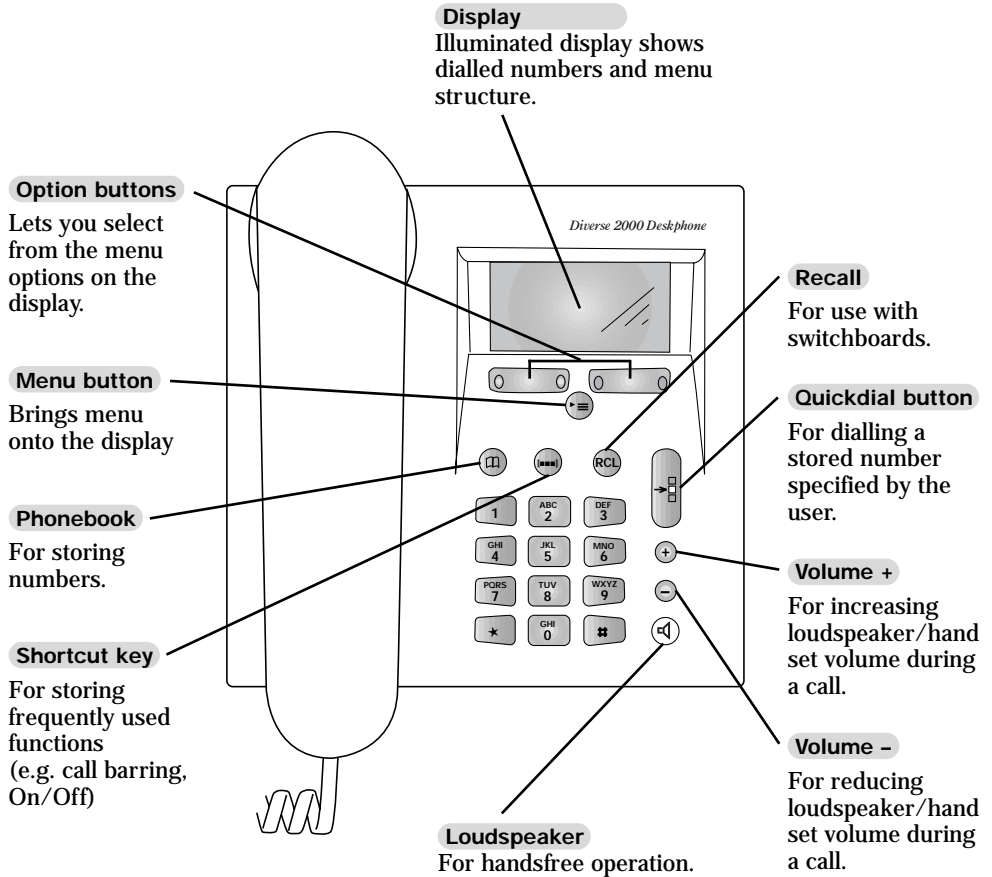 Display
Illuminated display shows
dialled numbers and menu
structure.
Option buttons
Lets you select
from the menu
options on the
display.
Menu button
Brings menu
onto the display
Phonebook
For storing
numbers.
Shortcut key
For storing
frequently used
functions
(e.g. call barring,
On/Off)
Diverse 2000 Deskphone
RCL
1
ABC
2
DEF
3
GHI
4
JKL
5
MNO
6
PQRS
7
TUV
8
WXYZ
9
GHI
0
Recall
For use with
switchboards.
Quickdial button
For dialling a
stored number
specified by the
user.
Volume +
For increasing
loudspeaker/hand
set volume during
a call.
Volume –
For reducing
loudspeaker/hand
set volume during
a call.
Loudspeaker
For handsfree operation.